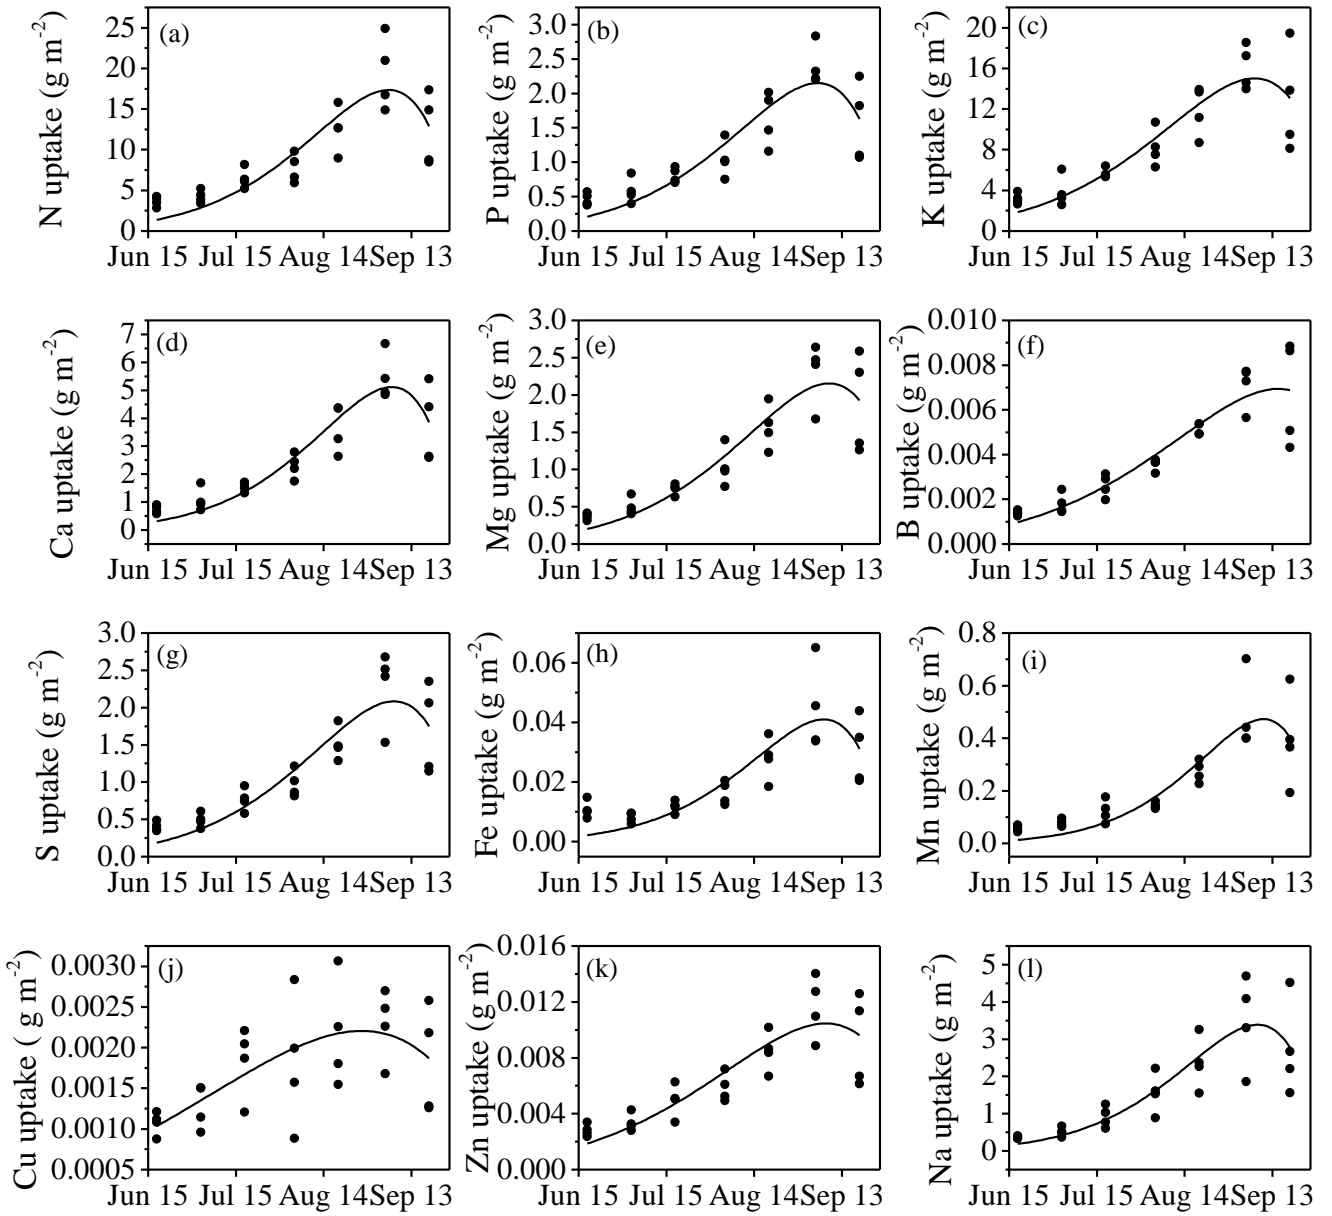 N uptake (g m⁻²)
(a)
25
20
15
10
5
0
Jun 15 Jul 15 Aug 14 Sep 13
P uptake (g m⁻²)
(b)
3.0
2.5
2.0
1.5
1.0
0.5
0.0
Jun 15 Jul 15 Aug 14 Sep 13
K uptake (g m⁻²)
(c)
20
16
12
8
4
0
Jun 15 Jul 15 Aug 14 Sep 13
Ca uptake (g m⁻²)
(d)
7
6
5
4
3
2
1
0
Jun 15 Jul 15 Aug 14 Sep 13
Mg uptake (g m⁻²)
(e)
3.0
2.5
2.0
1.5
1.0
0.5
0.0
Jun 15 Jul 15 Aug 14 Sep 13
B uptake (g m⁻²)
(f)
0.010
0.008
0.006
0.004
0.002
0.000
Jun 15 Jul 15 Aug 14 Sep 13
S uptake (g m⁻²)
(g)
3.0
2.5
2.0
1.5
1.0
0.5
0.0
Jun 15 Jul 15 Aug 14 Sep 13
Fe uptake (g m⁻²)
(h)
0.06
0.04
0.02
0.00
Jun 15 Jul 15 Aug 14 Sep 13
Mn uptake (g m⁻²)
(i)
0.8
0.6
0.4
0.2
0.0
Jun 15 Jul 15 Aug 14 Sep 13
Cu uptake ( g m⁻²)
(j)
0.0030
0.0025
0.0020
0.0015
0.0010
0.0005
Jun 15 Jul 15 Aug 14 Sep 13
Zn uptake (g m⁻²)
(k)
0.016
0.012
0.008
0.004
0.000
Jun 15 Jul 15 Aug 14 Sep 13
Na uptake (g m⁻²)
(l)
5
4
3
2
1
0
Jun 15 Jul 15 Aug 14 Sep 13